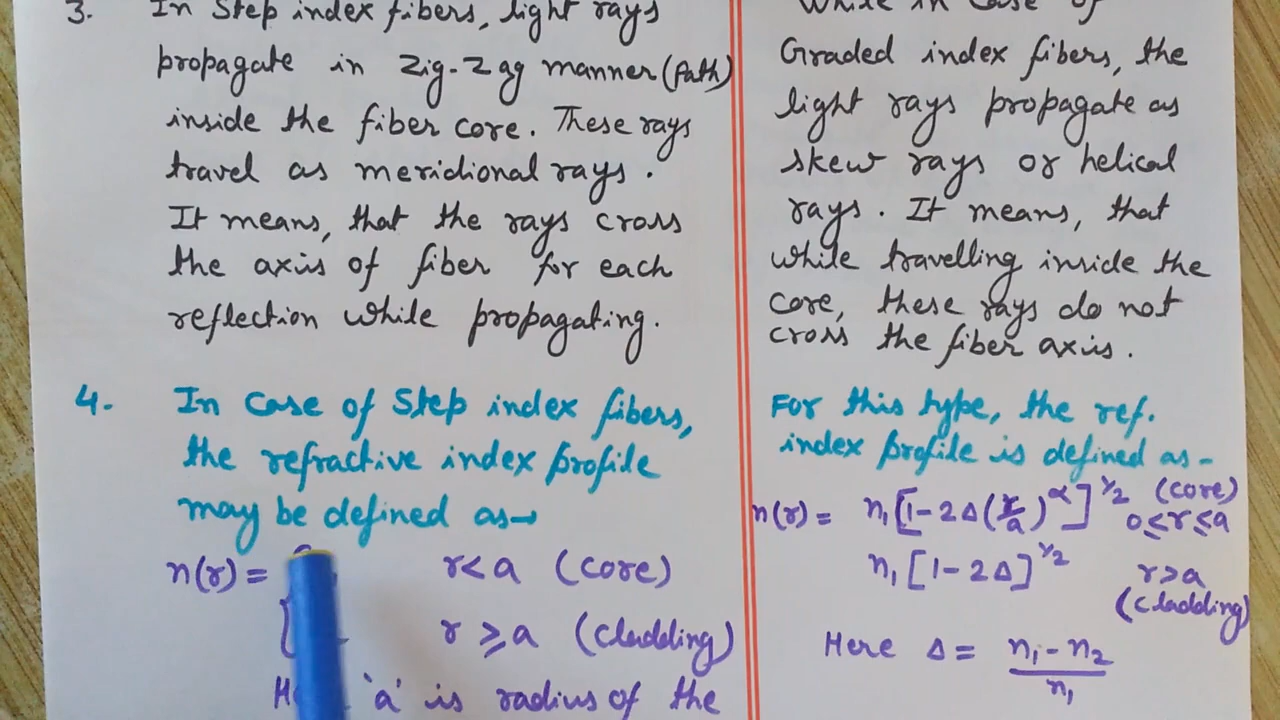 3. In Step index fibers, light rays
propagate in Zig-Zag manner (Path)
inside the fiber core. These rays
travel as meridional rays.
It means, that the rays cross
the axis of fiber for each
reflection while propagating.
4. In Case of Step index fibers,
the refractive index profile
may be defined as→
n(r) = {
r < a (core)
r ≥ a (cladding)
'a' is radius of the
While in Case of
Graded index fibers, the
light rays propagate as
skew rays or helical
rays. It means, that
while travelling inside the
core, these rays do not
cross the fiber axis.
For this type, the ref.
index profile is defined as-
n(r) = n₁[1-2Δ(r/a)^α]^1/2 (core)
0≤r≤a
n₁[1-2Δ]^1/2 r>a
(cladding)
Here Δ = (n₁-n₂)/n₁